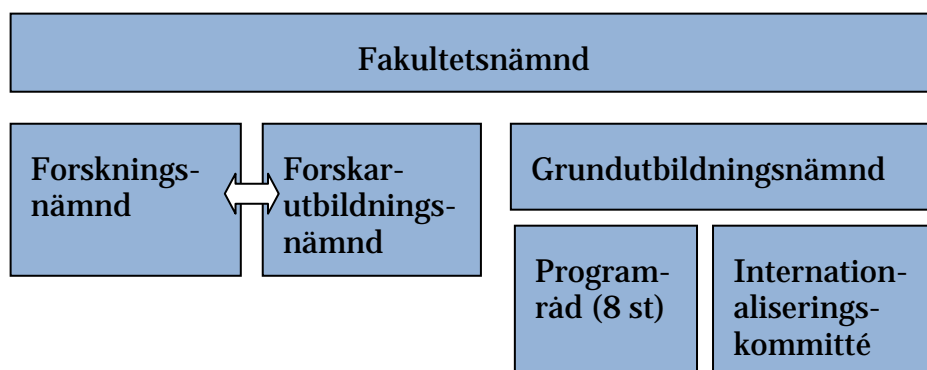 Fakultetsnämnd
Forsknings-
nämnd
Forskar-
utbildnings-
nämnd
Grundutbildningsnämnd
Program-
råd (8 st)
Internation-
aliserings-
kommitté